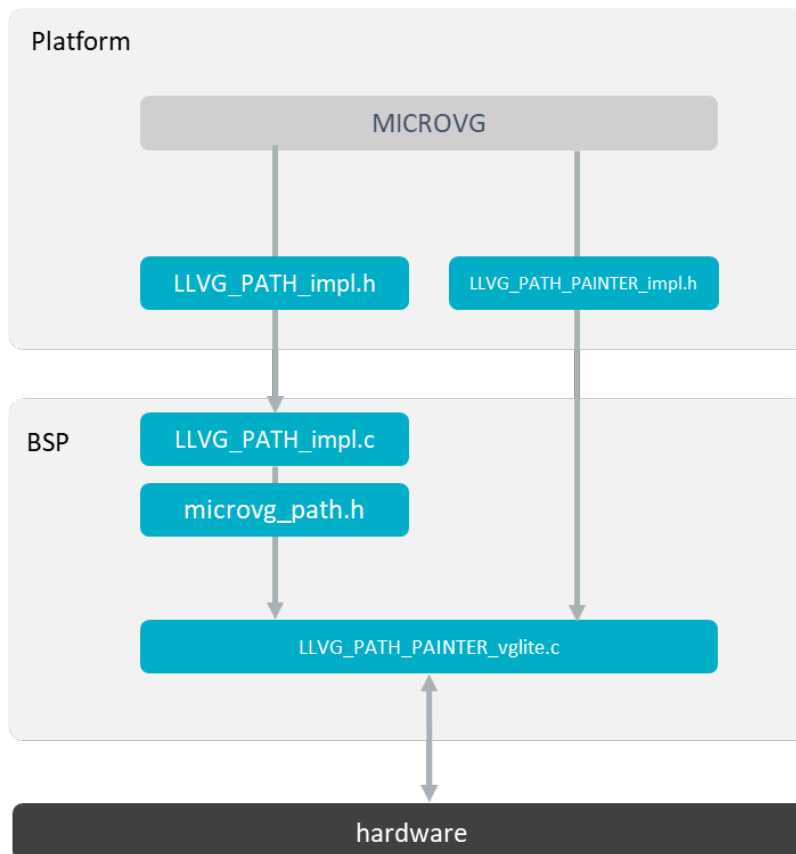 Platform
MICROVG
LLVG_PATH_impl.h
LLVG_PATH_PAINTER_impl.h
BSP
LLVG_PATH_impl.c
microvg_path.h
LLVG_PATH_PAINTER_vglite.c
hardware